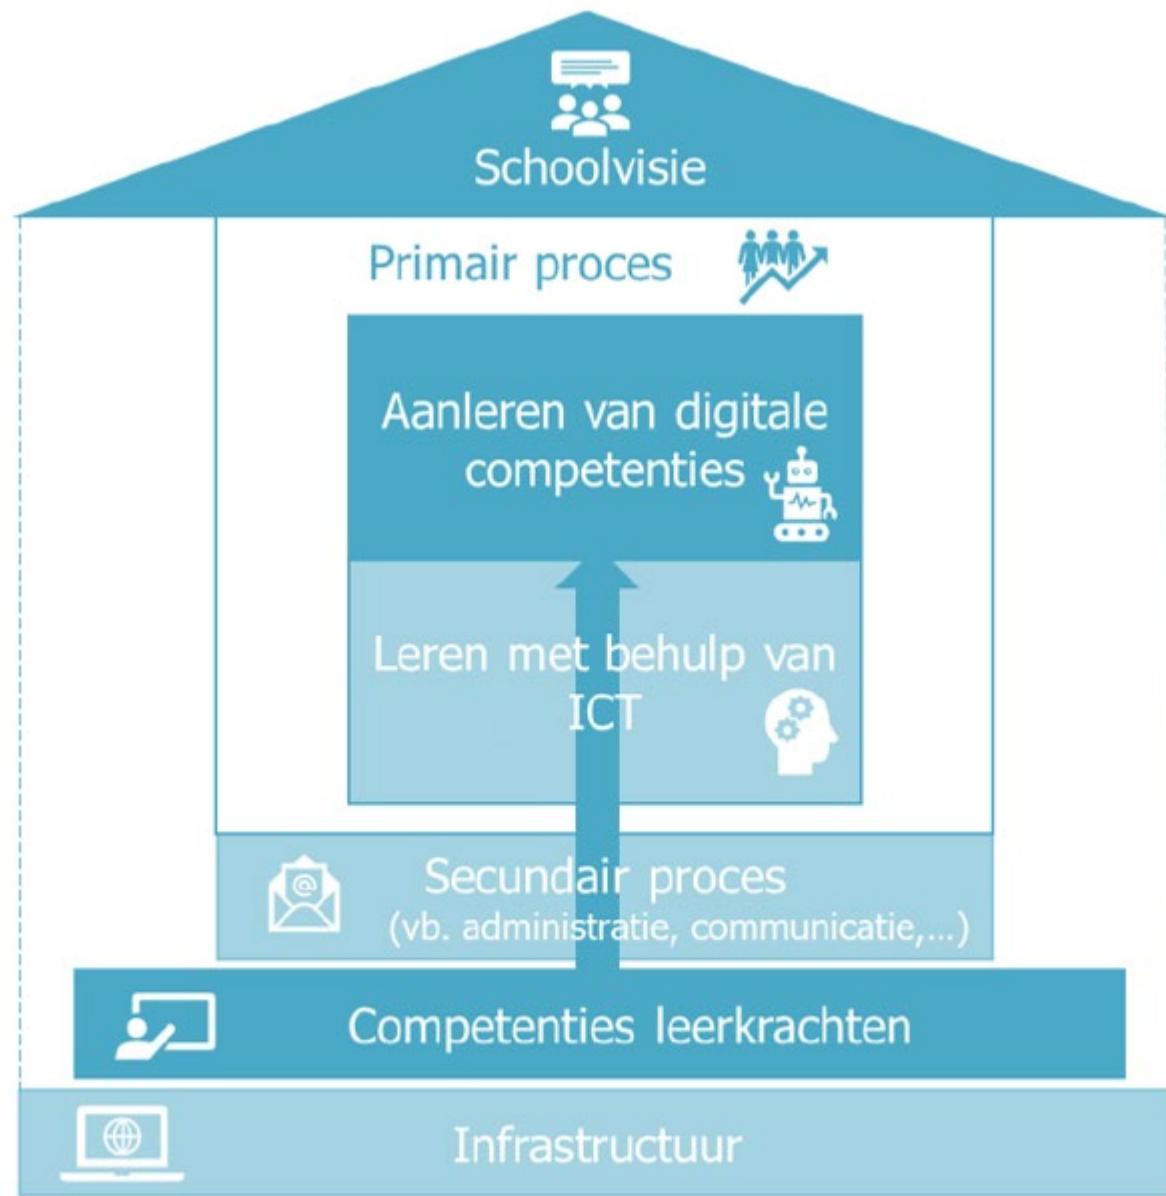 Schoolvisie
Primair proces
Aanleren van digitale
competenties
Leren met behulp van
ICT
@
Secundair proces
(vb. administratie, communicatie,...)
Competenties leerkrachten
Infrastructuur